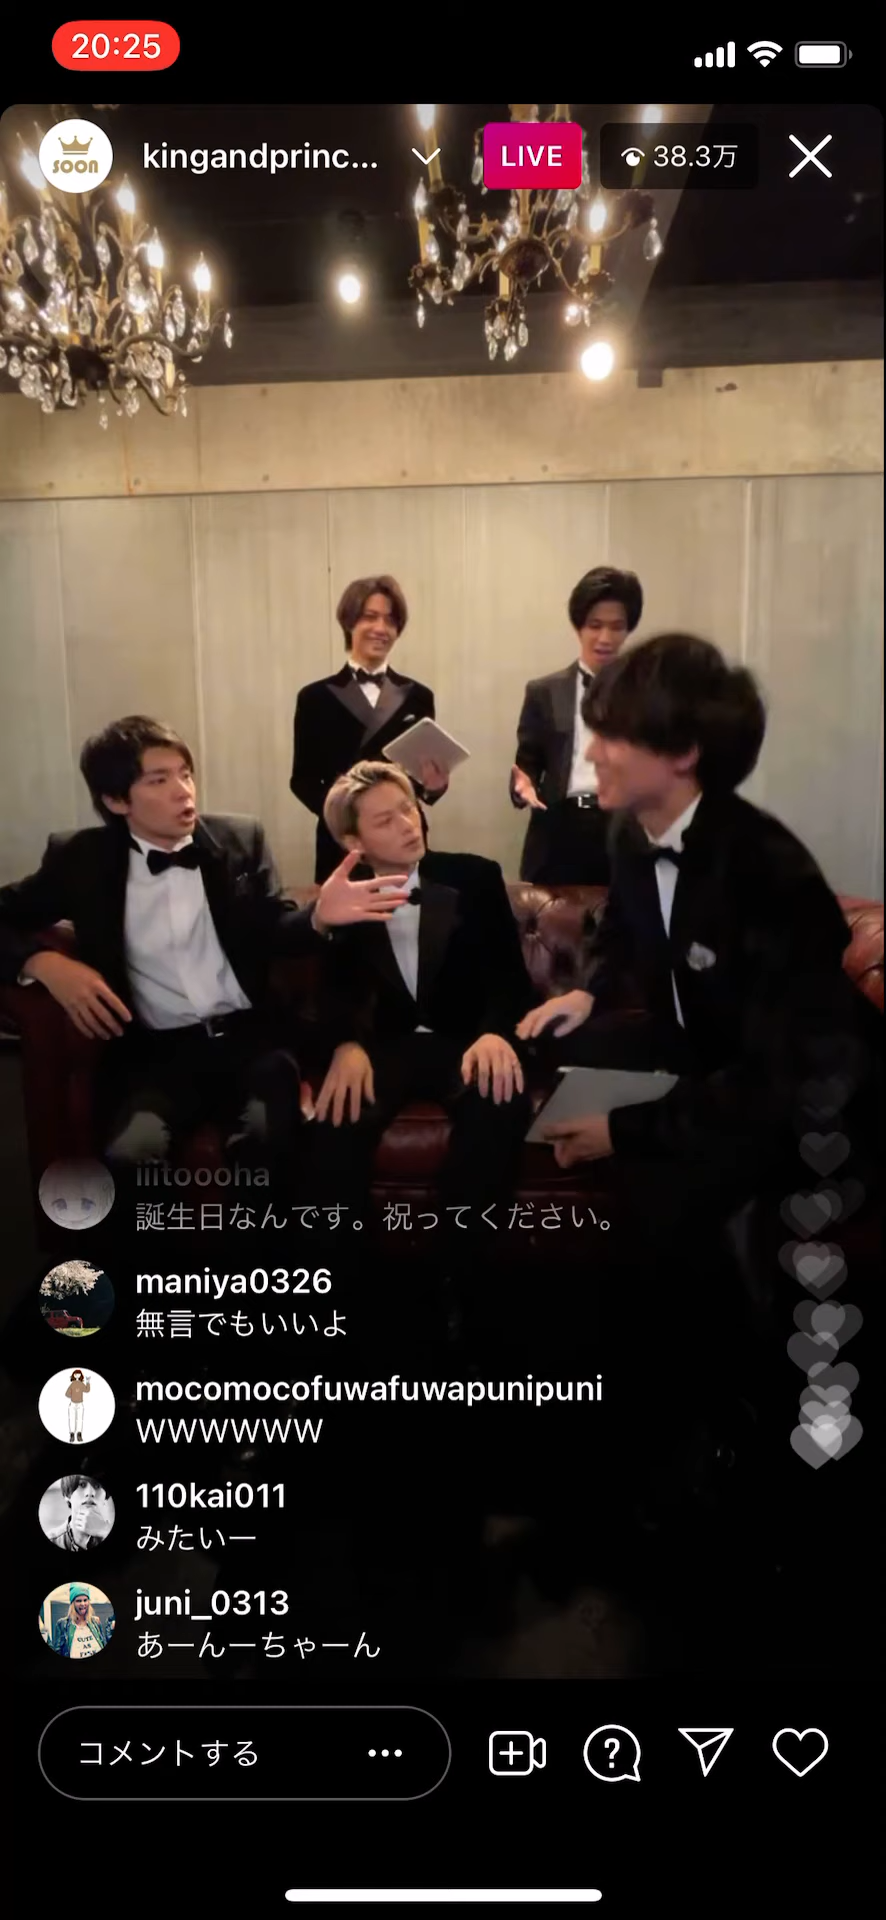 20:25
SOON
kingandprinc...
LIVE
38.3万
iiitoooha
誕生日なんです。祝ってください。
maniya0326
無言でもいいよ
mocomocofuwafuwapunipuni
wwwwww
110kai011
みたいー
juni_0313
あーんーちゃーん
コメントする